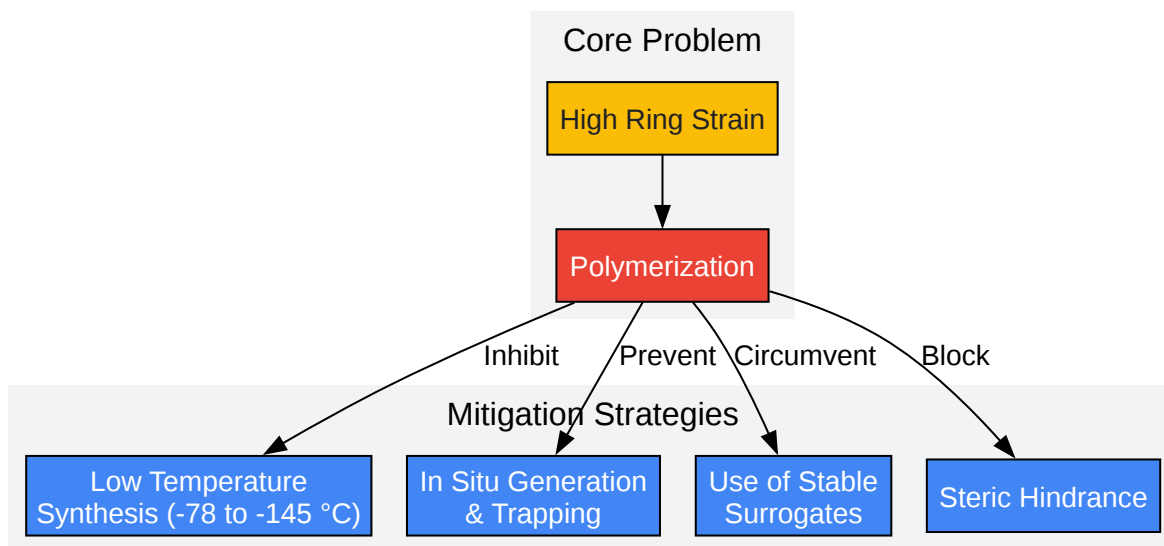 Core Problem
High Ring Strain
Polymerization
Inhibit
Prevent
Circumvent
Block
Mitigation Strategies
Low Temperature
Synthesis (-78 to -145 °C)
In Situ Generation
& Trapping
Use of Stable
Surrogates
Steric Hindrance